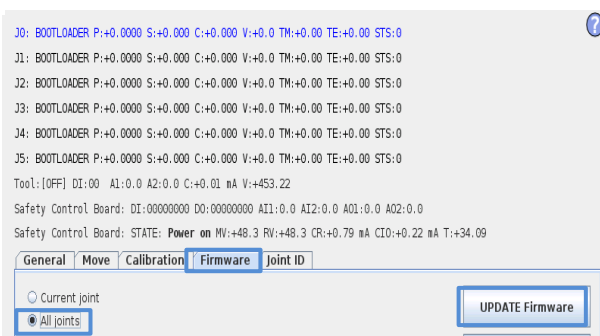 J0: BOOTLOADER P:+0.0000 S:+0.000 C:+0.000 V:+0.0 TM:+0.00 TE:+0.00 STS:0
J1: BOOTLOADER P:+0.0000 S:+0.000 C:+0.000 V:+0.0 TM:+0.00 TE:+0.00 STS:0
J2: BOOTLOADER P:+0.0000 S:+0.000 C:+0.000 V:+0.0 TM:+0.00 TE:+0.00 STS:0
J3: BOOTLOADER P:+0.0000 S:+0.000 C:+0.000 V:+0.0 TM:+0.00 TE:+0.00 STS:0
J4: BOOTLOADER P:+0.0000 S:+0.000 C:+0.000 V:+0.0 TM:+0.00 TE:+0.00 STS:0
J5: BOOTLOADER P:+0.0000 S:+0.000 C:+0.000 V:+0.0 TM:+0.00 TE:+0.00 STS:0
Tool:[OFF] DI:00 A1:0.0 A2:0.0 C:+0.01 mA V:+453.22
Safety Control Board: DI:00000000 DO:00000000 AI1:0.0 AI2:0.0 AO1:0.0 AO2:0.0
Safety Control Board: STATE: Power on MV:+48.3 RV:+48.3 CR:+0.79 mA CIO:+0.22 mA T:+34.09
General Move Calibration Firmware Joint ID
Current joint
UPDATE Firmware
All joints
?